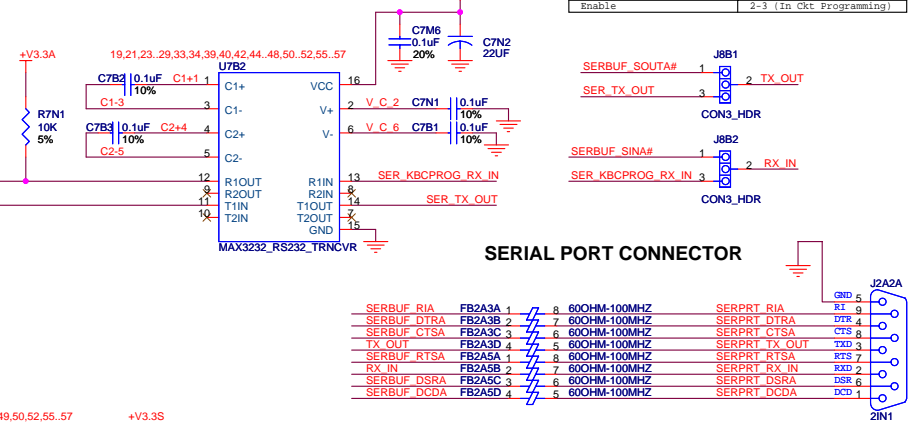 Enable 2-3 (In Ckt Programming)
+V3.3A
19,21,23..29,33,34,39,40,42,44..48,50..52,55..57
C7M6
0.1uF
20%
C7N2
22UF
U7B2
C7B2 0.1uF C1+1 1 C1+ VCC 16
10%
C1-3 3 C1- V+ 2 V_C_2 C7N1 0.1uF
10%
R7N1
10K
5%
C7B3 0.1uF C2+4 4 C2+ V- 6 V_C_6 C7B1 0.1uF
10% 10%
C2-5 5 C2-
12 R1OUT R1IN 13 SER_KBCPROG_RX_IN
9 R2OUT R2IN 8
11 T1IN T1OUT 14 SER_TX_OUT
10 T2IN T2OUT 7
GND 15
MAX3232_RS232_TRNCVR
J8B1
SERBUF_SOUTA# 1
2 TX_OUT
SER_TX_OUT 3
CON3_HDR
J8B2
SERBUF_SINA# 1
2 RX_IN
SER_KBCPROG_RX_IN 3
CON3_HDR
SERIAL PORT CONNECTOR
J2A2A
GND 5
SERBUF_RIA FB2A3A 1 8 60OHM-100MHZ SERPRT_RIA RI 9
SERBUF_DTRA FB2A3B 2 7 60OHM-100MHZ SERPRT_DTRA DTR 4
SERBUF_CTSA FB2A3C 3 6 60OHM-100MHZ SERPRT_CTSA CTS 8
TX_OUT FB2A3D 4 5 60OHM-100MHZ SERPRT_TX_OUT TXD 3
SERBUF_RTSA FB2A5A 1 8 60OHM-100MHZ SERPRT_RTSA RTS 7
RX_IN FB2A5B 2 7 60OHM-100MHZ SERPRT_RX_IN RXD 2
SERBUF_DSRA FB2A5C 3 6 60OHM-100MHZ SERPRT_DSRA DSR 6
SERBUF_DCDA FB2A5D 4 5 60OHM-100MHZ SERPRT_DCDA DCD 1
2IN1
49,50,52,55..57 +V3.3S